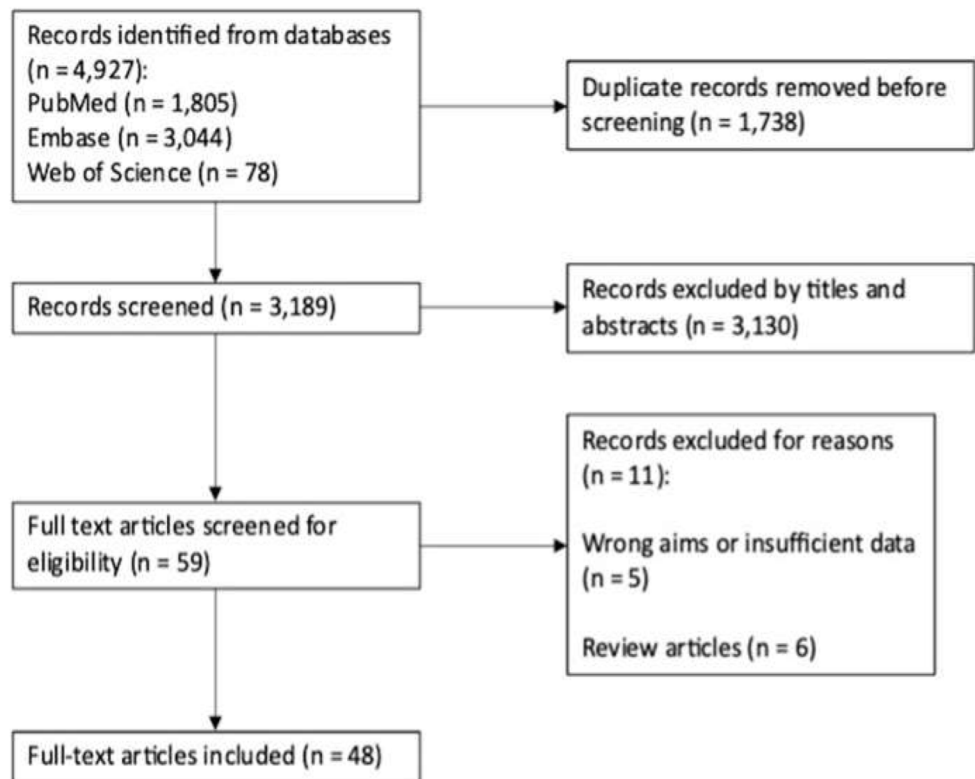 Records identified from databases
(n = 4,927):
PubMed (n = 1,805)
Embase (n = 3,044)
Web of Science (n = 78)
Duplicate records removed before
screening (n = 1,738)
Records screened (n = 3,189)
Records excluded by titles and
abstracts (n = 3,130)
Full text articles screened for
eligibility (n = 59)
Records excluded for reasons
(n = 11):
Wrong aims or insufficient data
(n = 5)
Review articles (n = 6)
Full-text articles included (n = 48)